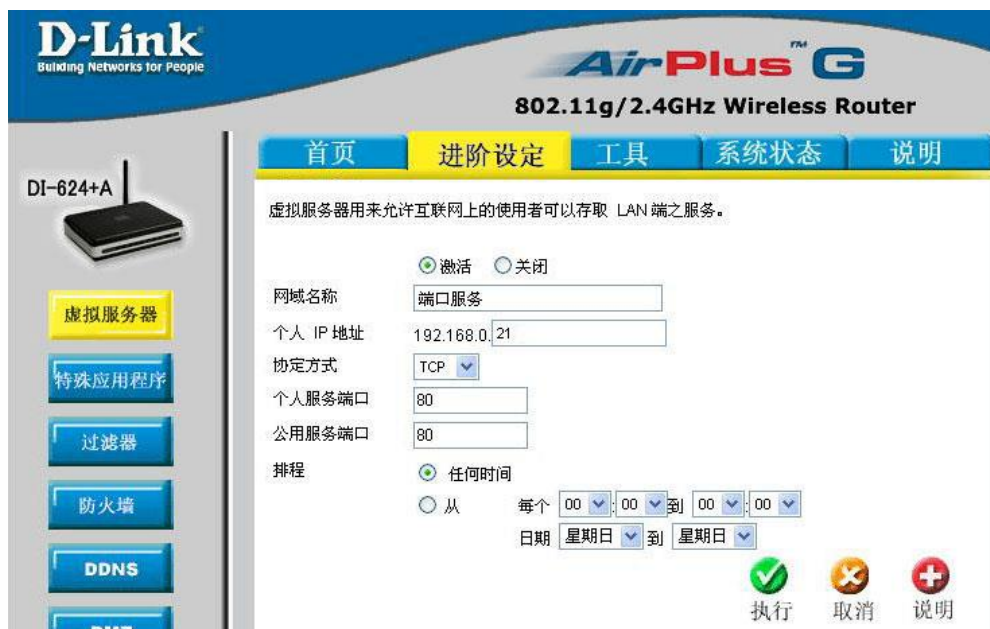 D-Link
Building Networks for People
AirPlus G™
802.11g/2.4GHz Wireless Router
DI-624+A
首页 进阶设定 工具 系统状态 说明
虚拟服务器
特殊应用程序
过滤器
防火墙
DDNS
虚拟服务器用来允许互联网上的使用者可以存取 LAN 端之服务。
激活 关闭
网域名称 端口服务
个人 IP 地址 192.168.0. 21
协定方式 TCP
个人服务端口 80
公用服务端口 80
排程 任何时间
从 每个 00 : 00 到 00 : 00
日期 星期日 到 星期日
执行 取消 说明